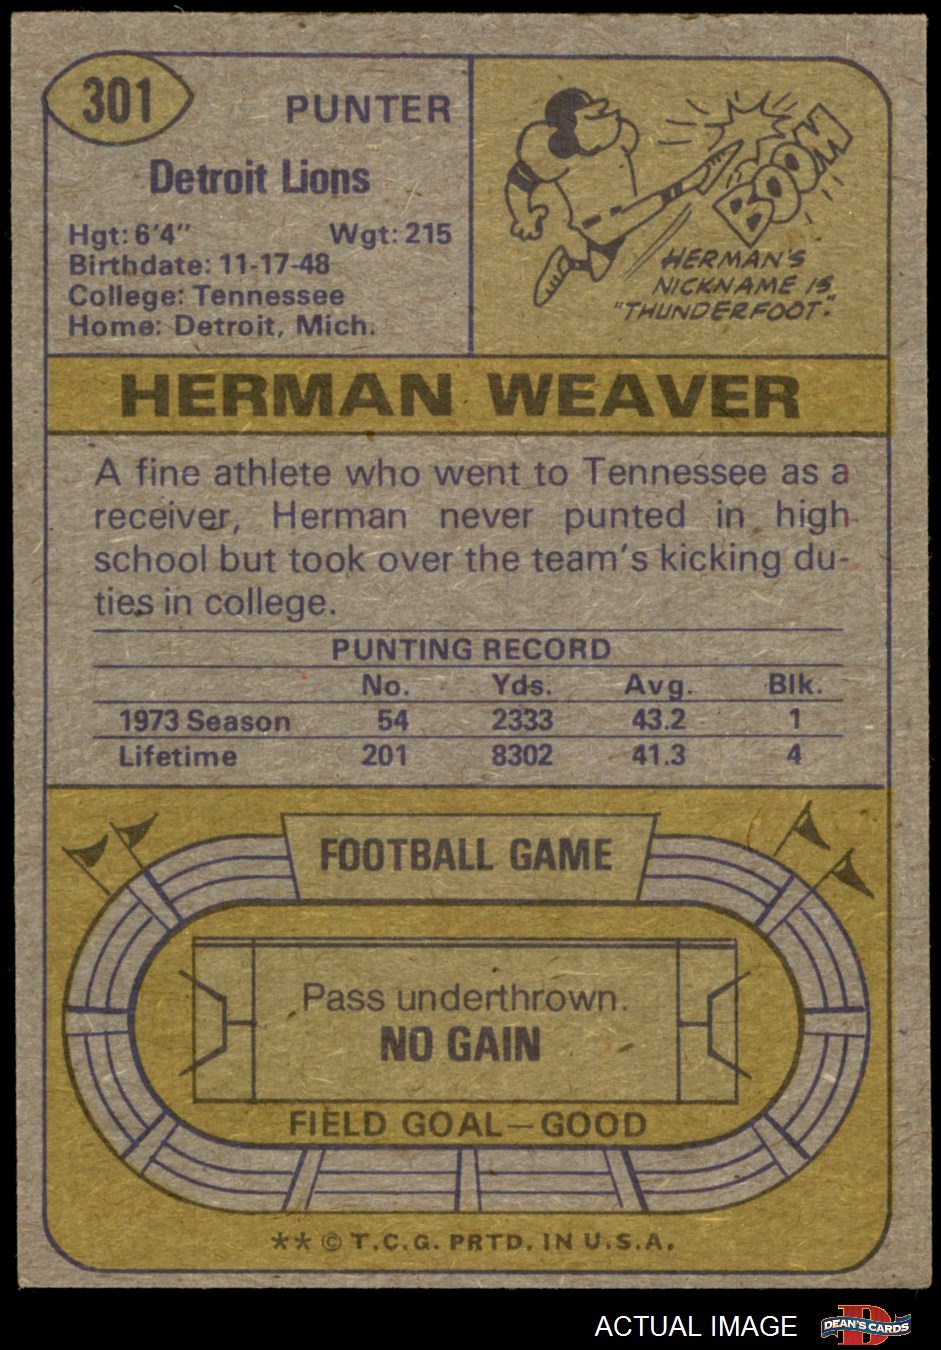 301
PUNTER
Detroit Lions
Hgt: 6'4" Wgt: 215
Birthdate: 11-17-48
College: Tennessee
Home: Detroit, Mich.
BOOM
HERMAN'S
NICKNAME IS
"THUNDERFOOT."
HERMAN WEAVER
A fine athlete who went to Tennessee as a
receiver, Herman never punted in high
school but took over the team's kicking du-
ties in college.
PUNTING RECORD
No. Yds. Avg. Blk.
1973 Season 54 2333 43.2 1
Lifetime 201 8302 41.3 4
FOOTBALL GAME
Pass underthrown.
NO GAIN
FIELD GOAL—GOOD
** © T.C.G. PRTD. IN U.S.A.
ACTUAL IMAGE
D
DEAN'S CARDS